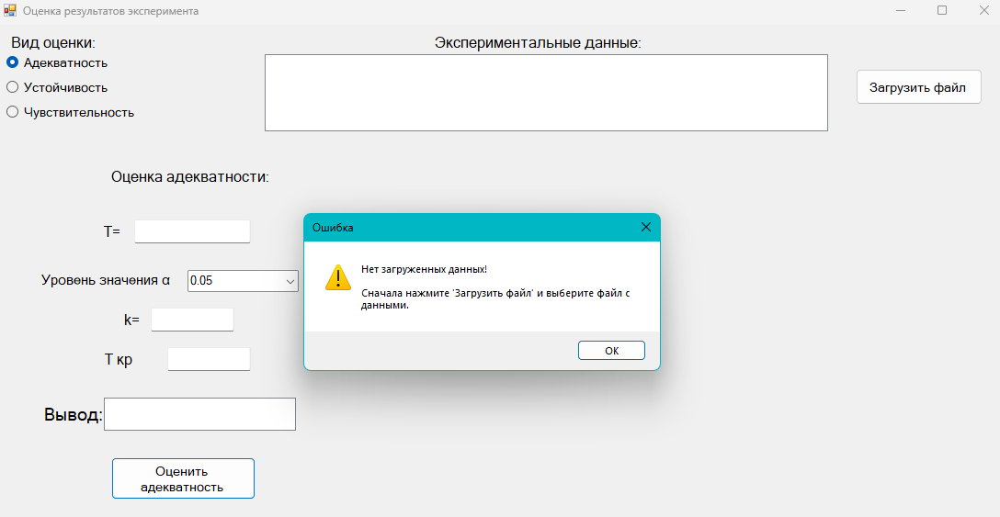 Оценка результатов эксперимента
Вид оценки:
Адекватность
Устойчивость
Чувствительность
Экспериментальные данные:
Загрузить файл
Оценка адекватности:
T=
Уровень значения α
0.05
k=
T кр
Вывод:
Оценить
адекватность
Ошибка
Нет загруженных данных!
Сначала нажмите 'Загрузить файл' и выберите файл с
данными.
ОК